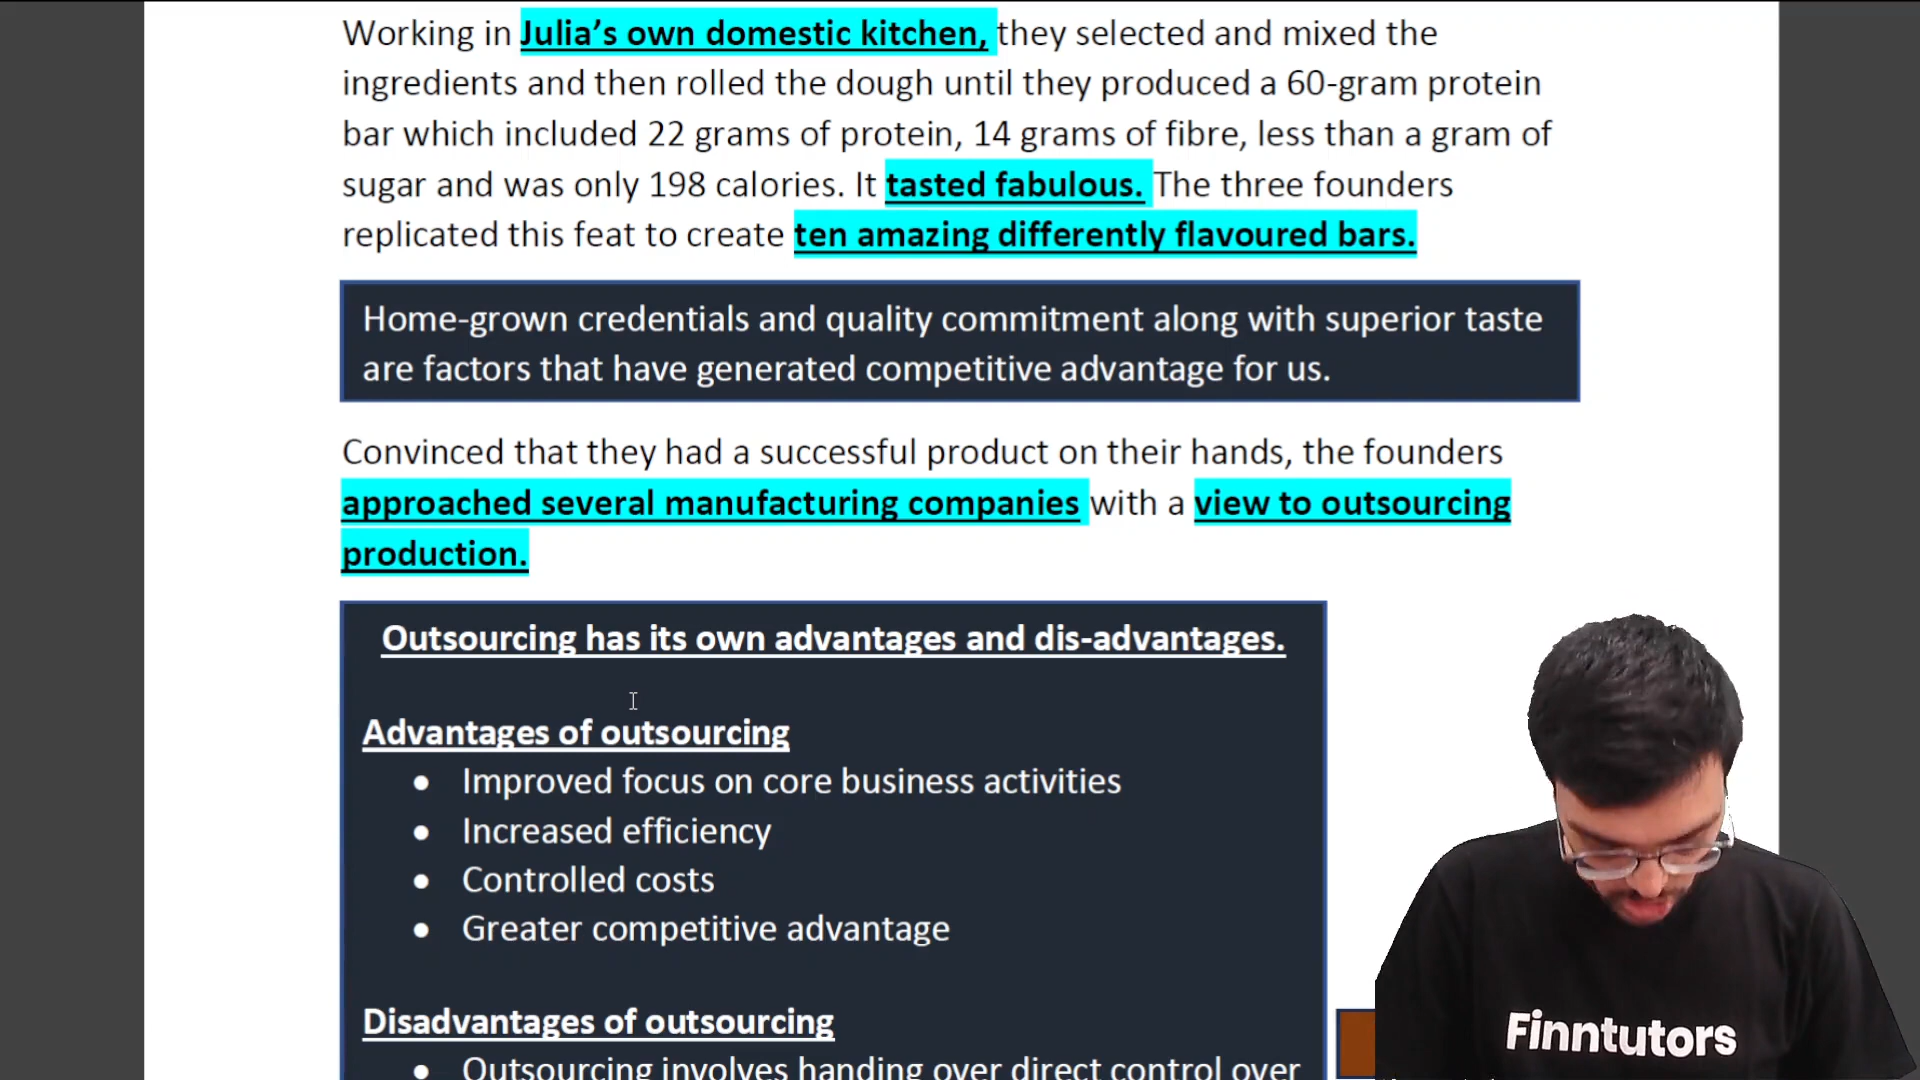 Working in Julia’s own domestic kitchen, they selected and mixed the
ingredients and then rolled the dough until they produced a 60-gram protein
bar which included 22 grams of protein, 14 grams of fibre, less than a gram of
sugar and was only 198 calories. It tasted fabulous. The three founders
replicated this feat to create ten amazing differently flavoured bars.
Home-grown credentials and quality commitment along with superior taste
are factors that have generated competitive advantage for us.
Convinced that they had a successful product on their hands, the founders
approached several manufacturing companies with a view to outsourcing
production.
Outsourcing has its own advantages and dis-advantages.
Advantages of outsourcing
• Improved focus on core business activities
• Increased efficiency
• Controlled costs
• Greater competitive advantage
Disadvantages of outsourcing
• Outsourcing involves handing over direct control over
Finntutors